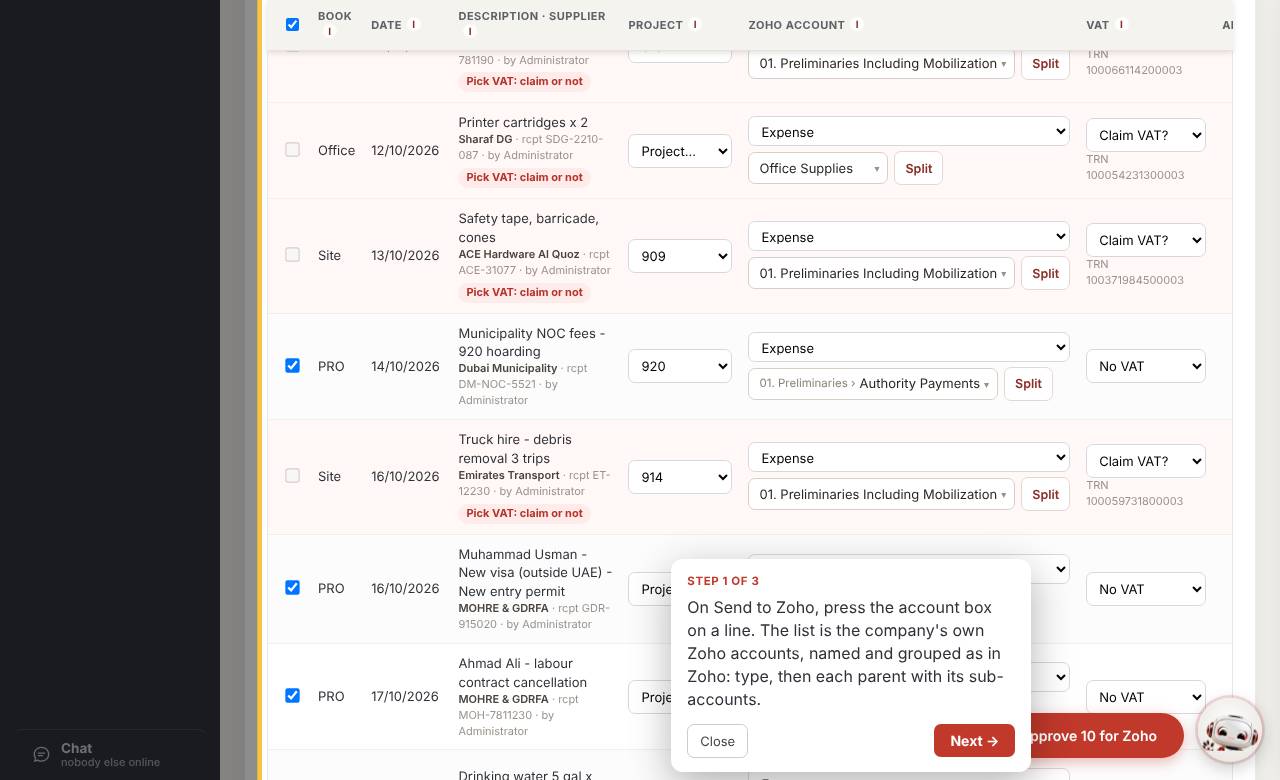 BOOK
I
DATE I
DESCRIPTION · SUPPLIER
I
PROJECT I
ZOHO ACCOUNT I
VAT I
781190 · by Administrator
Pick VAT: claim or not
01. Preliminaries Including Mobilization
Split
TRN
100066114200003
Office
12/10/2026
Printer cartridges x 2
Sharaf DG · rcpt SDG-2210-
087 · by Administrator
Pick VAT: claim or not
Project...
Expense
Office Supplies
Split
Claim VAT?
TRN
100054231300003
Site
13/10/2026
Safety tape, barricade,
cones
ACE Hardware Al Quoz · rcpt
ACE-31077 · by Administrator
Pick VAT: claim or not
909
Expense
01. Preliminaries Including Mobilization
Split
Claim VAT?
TRN
100371984500003
PRO
14/10/2026
Municipality NOC fees -
920 hoarding
Dubai Municipality · rcpt
DM-NOC-5521 · by
Administrator
920
Expense
01. Preliminaries › Authority Payments
Split
No VAT
Site
16/10/2026
Truck hire - debris
removal 3 trips
Emirates Transport · rcpt ET-
12230 · by Administrator
Pick VAT: claim or not
914
Expense
01. Preliminaries Including Mobilization
Split
Claim VAT?
TRN
100059731800003
PRO
16/10/2026
Muhammad Usman -
New visa (outside UAE) -
New entry permit
MOHRE & GDRFA · rcpt GDR-
915020 · by Administrator
Proje
No VAT
PRO
17/10/2026
Ahmad Ali - labour
contract cancellation
MOHRE & GDRFA · rcpt
MOH-7811230 · by
Administrator
Proje
No VAT
Drinking water 5 gal x
STEP 1 OF 3
On Send to Zoho, press the account box
on a line. The list is the company's own
Zoho accounts, named and grouped as in
Zoho: type, then each parent with its sub-
accounts.
Close
Next →
pprove 10 for Zoho
Chat
nobody else online